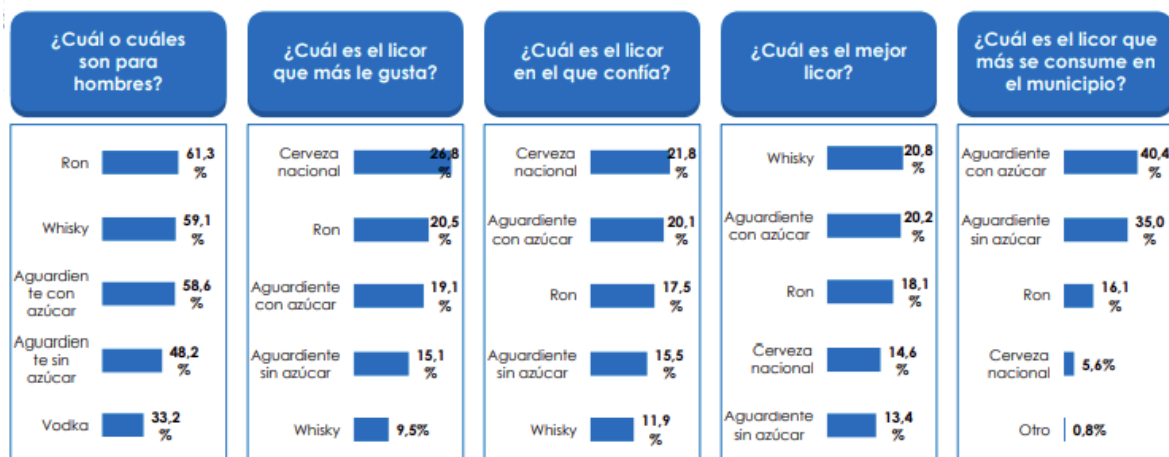 ¿Cuál o cuáles
son para
hombres?
Ron
61,3
%
Whisky
59,1
%
Aguardien
te con
azúcar
58,6
%
Aguardien
te sin
azúcar
48,2
%
Vodka
33,2
%
¿Cuál es el licor
que más le gusta?
Cerveza
nacional
26,8
%
Ron
20,5
%
Aguardiente
con azúcar
19,1
%
Aguardiente
sin azúcar
15,1
%
Whisky
9,5%
¿Cuál es el licor
en el que confía?
Cerveza
nacional
21,8
%
Aguardiente
con azúcar
20,1
%
Ron
17,5
%
Aguardiente
sin azúcar
15,5
%
Whisky
11,9
%
¿Cuál es el mejor
licor?
Whisky
20,8
%
Aguardiente
con azúcar
20,2
%
Ron
18,1
%
Cerveza
nacional
14,6
%
Aguardiente
sin azúcar
13,4
%
¿Cuál es el licor que
más se consume en
el municipio?
Aguardiente
con azúcar
40,4
%
Aguardiente
sin azúcar
35,0
%
Ron
16,1
%
Cerveza
nacional
5,6%
Otro
0,8%